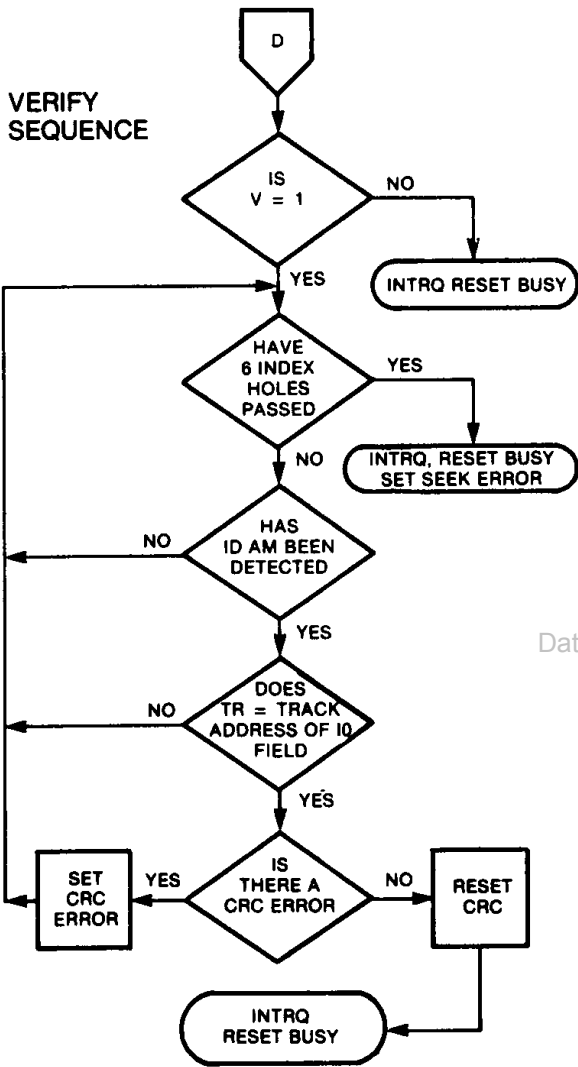 D
VERIFY
SEQUENCE
IS
V = 1
NO
INTRQ RESET BUSY
YES
HAVE
6 INDEX
HOLES
PASSED
YES
INTRQ, RESET BUSY
SET SEEK ERROR
NO
HAS
ID AM BEEN
DETECTED
NO
YES
Dat
DOES
TR = TRACK
ADDRESS OF ID
FIELD
NO
YES
IS
THERE A
CRC ERROR
YES
SET
CRC
ERROR
NO
RESET
CRC
INTRQ
RESET BUSY